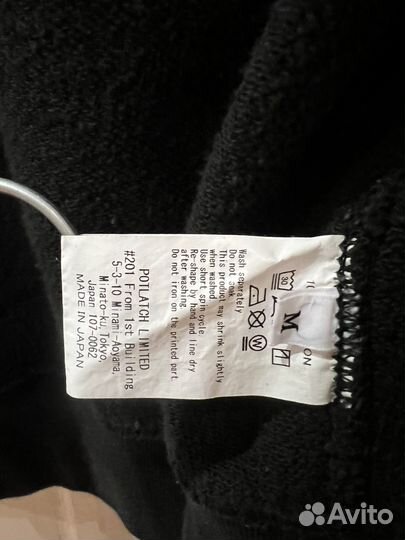 M
30
W
Wash separately
Do not soak
This product may shrink slightly
when washed
Use short spin cycle
Re-shape by hand and line dry
after washing
Do not iron on the printed part
POTLATCH LIMITED
#201 From 1st Building
5-3-10 Minami-Aoyama,
Minato-ku, Tokyo,
Japan 107-0062
MADE IN JAPAN
Avito